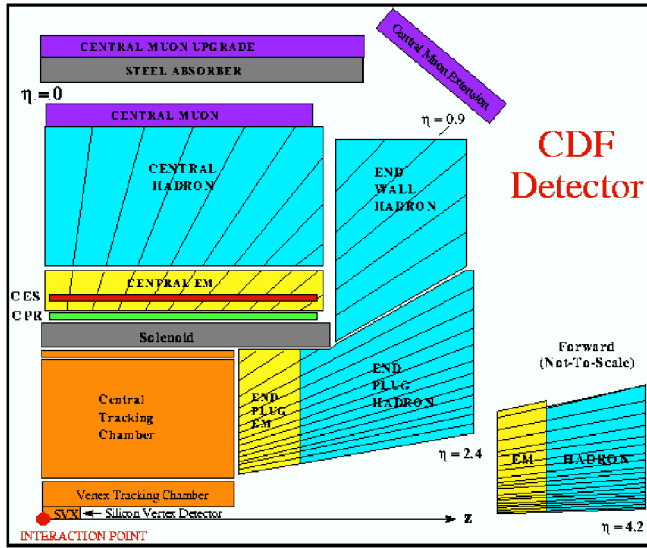 CENTRAL MUON UPGRADE
STEEL ABSORBER
Central Muon Extension
η = 0
CENTRAL MUON
η = 0.9
CDF
Detector
CENTRAL
HADRON
END
WALL
HADRON
CENTRAL EM
CES
CPR
Solenoid
Forward
(Not-To-Scale)
Central
Tracking
Chamber
END
PLUG
EM
END
PLUG
HADRON
η = 2.4
EM
HADRON
Vertex Tracking Chamber
SVX
Silicon Vertex Detector
Z
η = 4.2
INTERACTION POINT